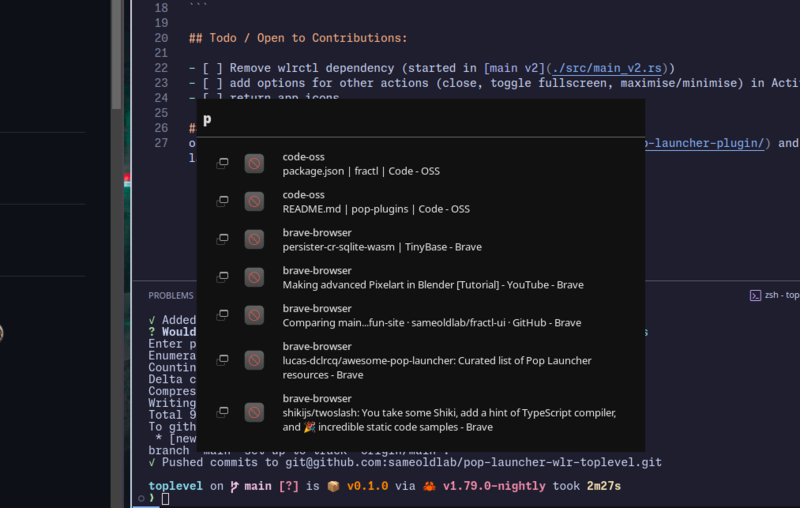 18 ```
19
20 ## Todo / Open to Contributions:
21
22 - [ ] Remove wlrctl dependency (started in [main v2](./src/main_v2.rs))
23 - [ ] add options for other actions (close, toggle fullscreen, maximise/minimise) in Acti
24 - [ ] return app icons
25
26 #
27 o
-launcher-plugin/) and
p
code-oss
package.json | fractl | Code - OSS
code-oss
README.md | pop-plugins | Code - OSS
brave-browser
persister-cr-sqlite-wasm | TinyBase - Brave
brave-browser
Making advanced Pixelart in Blender [Tutorial] - YouTube - Brave
brave-browser
Comparing main...fun-site · sameoldlab/fractl-ui · GitHub - Brave
brave-browser
lucas-dclrcq/awesome-pop-launcher: Curated list of Pop Launcher
resources - Brave
brave-browser
shikijs/twoslash: You take some Shiki, add a hint of TypeScript compiler,
and 🎉 incredible static code samples - Brave
PROBLEMS
zsh - top
√ Added
? Would
s
Enter p
Enumera
Countin
Delta c
Compres
Writing
Total 9
To gith
* [new
branch 'main' set up to track 'origin/main'.
√ Pushed commits to git@github.com:sameoldlab/pop-launcher-wlr-toplevel.git
toplevel on main [?] is 📦 v0.1.0 via 🦀 v1.79.0-nightly took 2m27s
❯